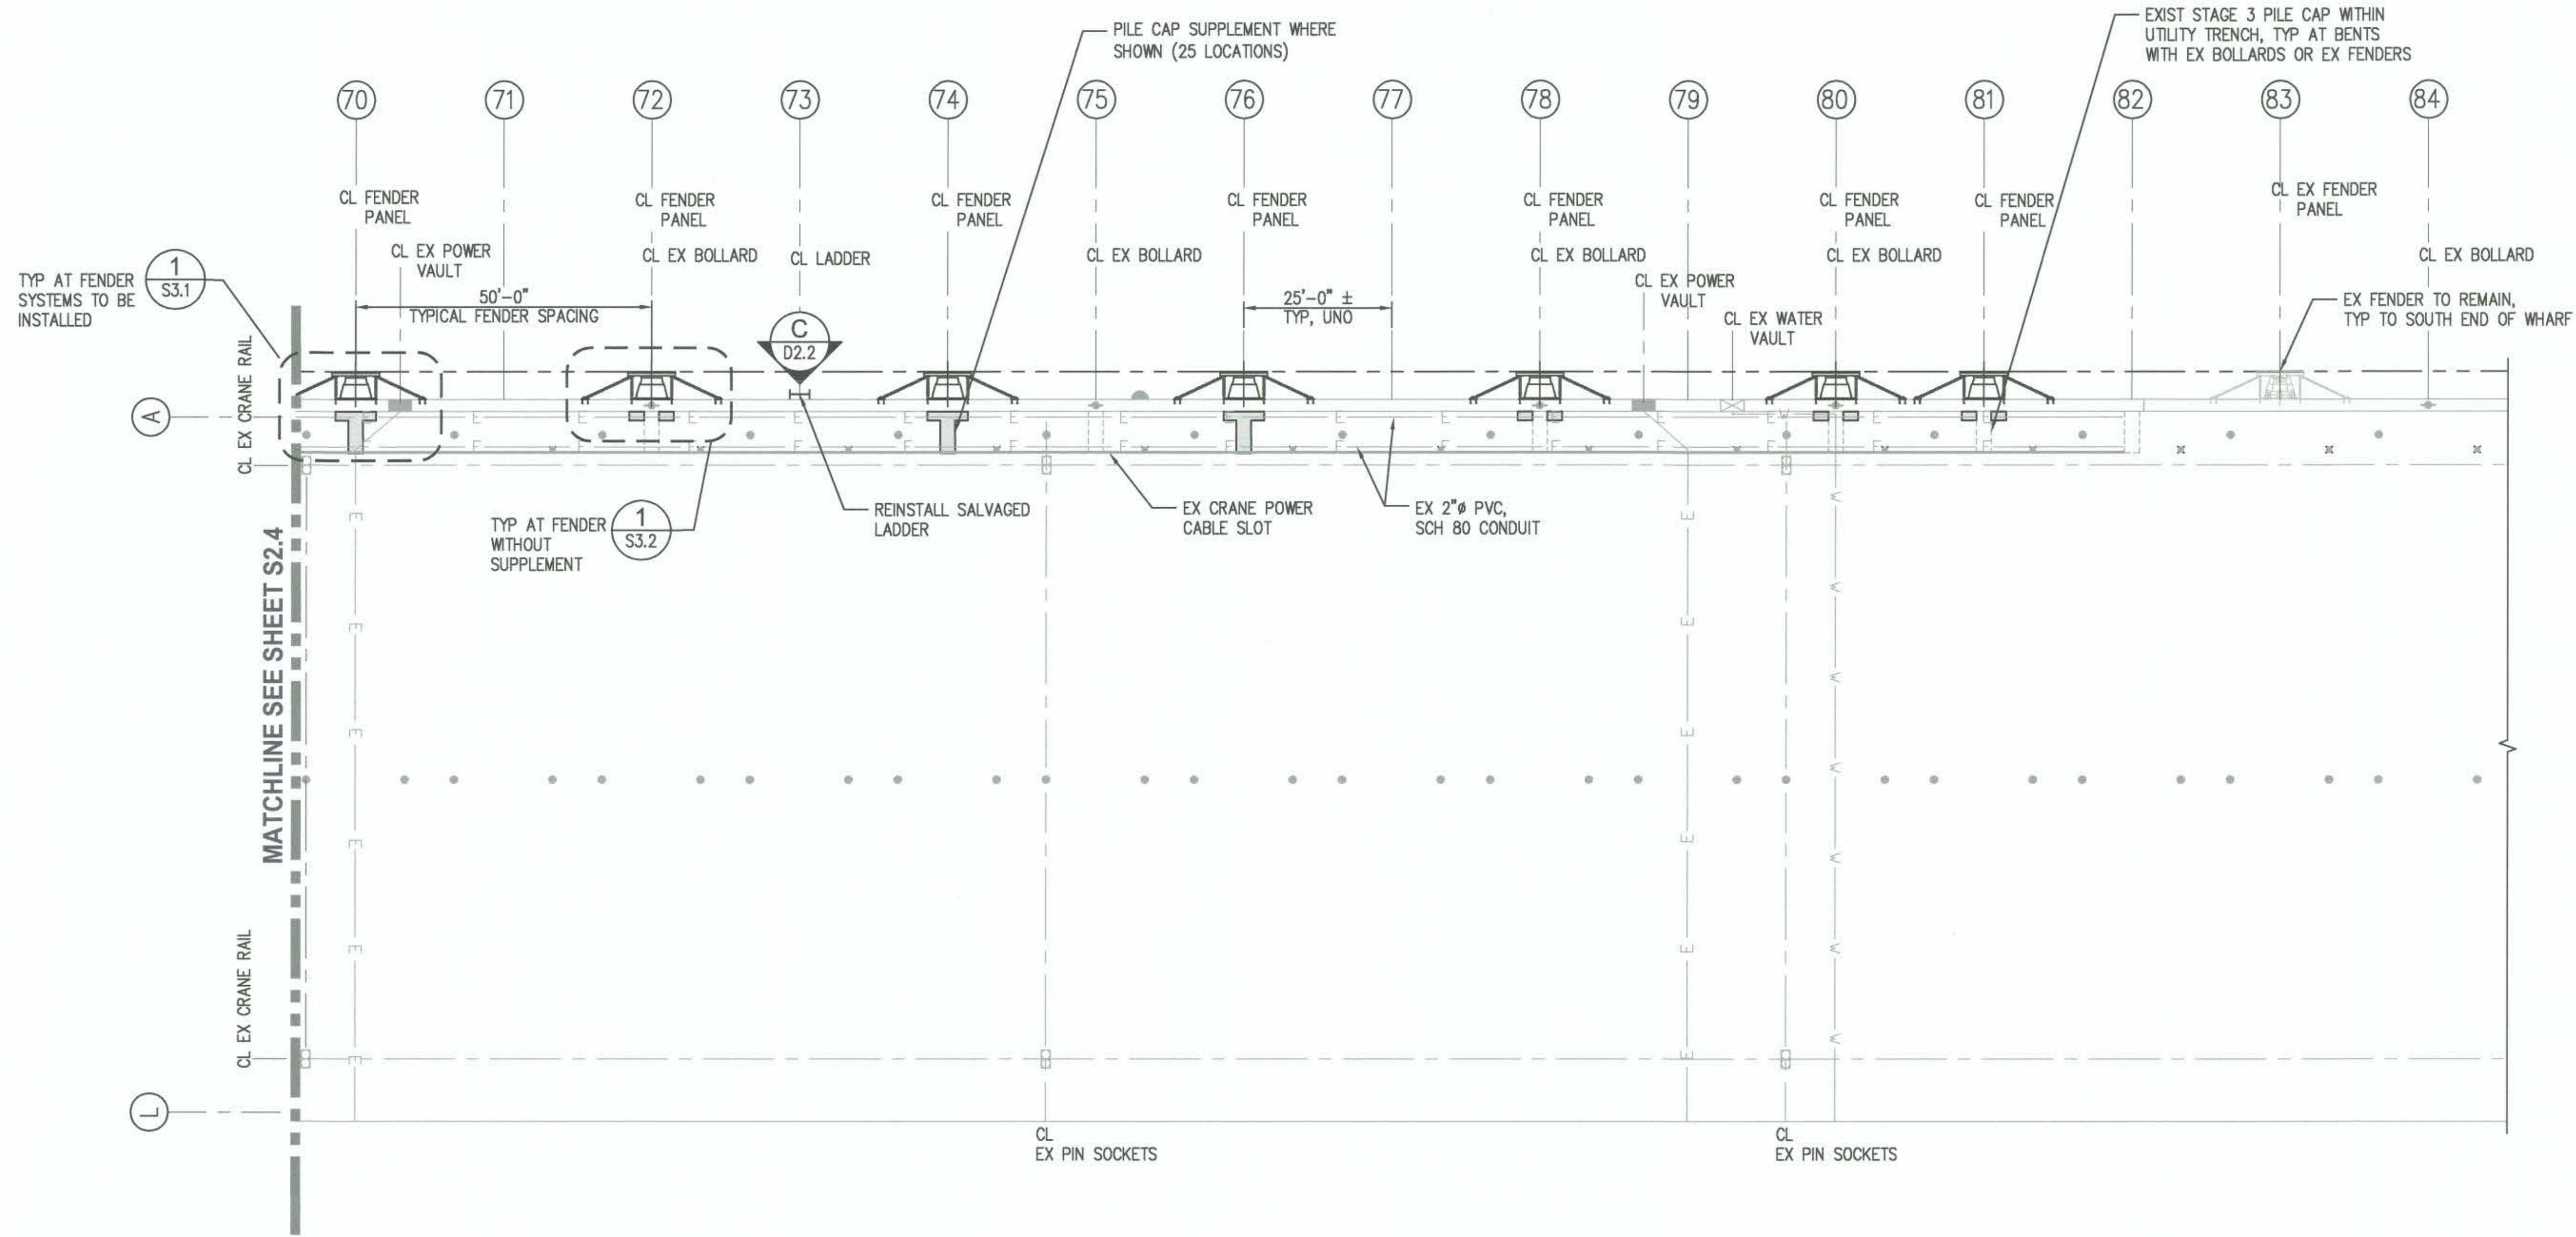 PILE CAP SUPPLEMENT WHERE
SHOWN (25 LOCATIONS)
EXIST STAGE 3 PILE CAP WITHIN
UTILITY TRENCH, TYP AT BENTS
WITH EX BOLLARDS OR EX FENDERS
70
71
72
73
74
75
76
77
78
79
80
81
82
83
84
CL FENDER
PANEL
CL FENDER
PANEL
CL FENDER
PANEL
CL FENDER
PANEL
CL FENDER
PANEL
CL FENDER
PANEL
CL FENDER
PANEL
CL EX FENDER
PANEL
CL EX POWER
VAULT
CL EX BOLLARD
CL LADDER
CL EX BOLLARD
CL EX BOLLARD
CL EX POWER
VAULT
CL EX BOLLARD
CL EX BOLLARD
TYP AT FENDER
SYSTEMS TO BE
INSTALLED
1
S3.1
50'-0"
TYPICAL FENDER SPACING
25'-0" ±
TYP, UNO
C
D2.2
CL EX WATER
VAULT
EX FENDER TO REMAIN,
TYP TO SOUTH END OF WHARF
CL EX CRANE RAIL
A
E E E E E E E E E E E E E W E E E
E E E E E E E E E E E E E E E E
TYP AT FENDER
WITHOUT
SUPPLEMENT
1
S3.2
REINSTALL SALVAGED
LADDER
EX CRANE POWER
CABLE SLOT
EX 2"ø PVC,
SCH 80 CONDUIT
MATCHLINE SEE SHEET S2.4
E
E
E
E
E
E
E
E
E
E
E
E
W
W
W
W
W
W
W
CL EX CRANE RAIL
L
CL
EX PIN SOCKETS
CL
EX PIN SOCKETS